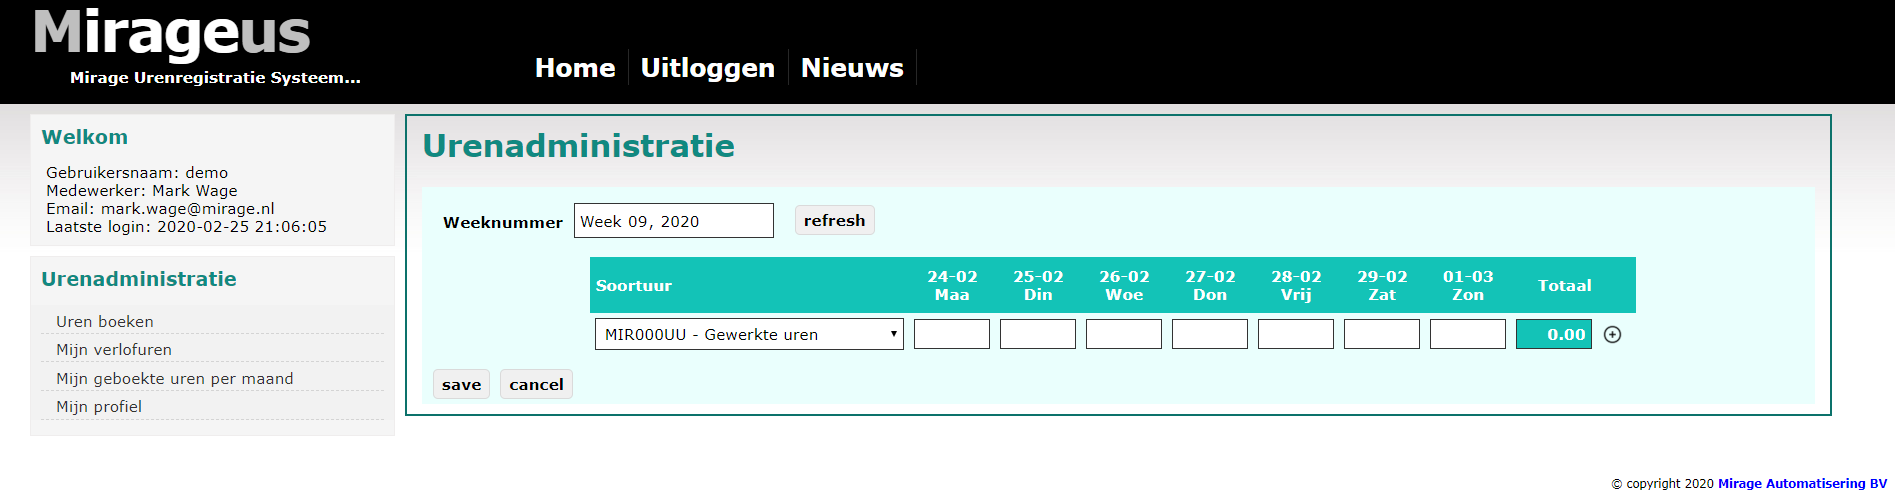 Mirageus
Mirage Urenregistratie Systeem...
Home Uitloggen Nieuws
Welkom
Gebruikersnaam: demo
Medewerker: Mark Wage
Email: mark.wage@mirage.nl
Laatste login: 2020-02-25 21:06:05
Urenadministratie
Uren boeken
Mijn verlofuren
Mijn geboekte uren per maand
Mijn profiel
Urenadministratie
Weeknummer Week 09, 2020 refresh
Soortuur 24-02 Maa 25-02 Din 26-02 Woe 27-02 Don 28-02 Vrij 29-02 Zat 01-03 Zon Totaal
MIR000UU - Gewerkte uren 0.00
save cancel
© copyright 2020 Mirage Automatisering BV